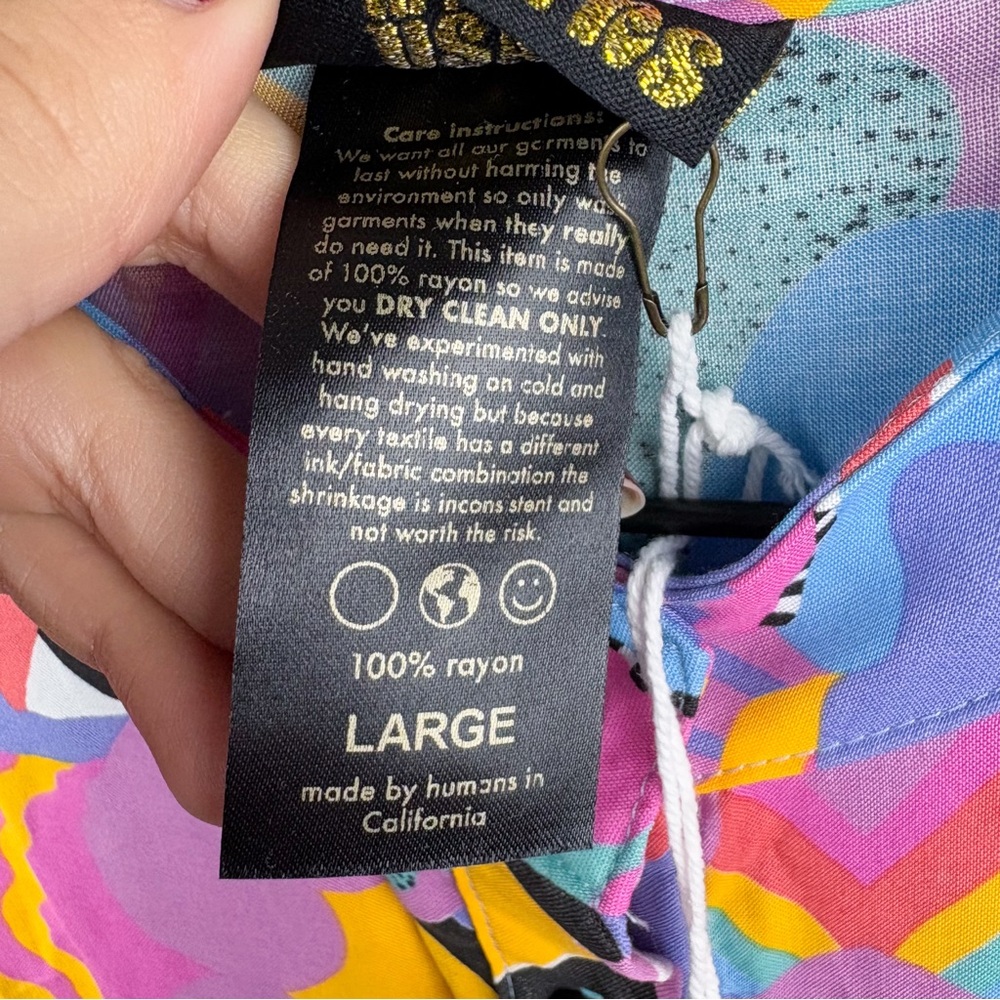 Care instructions:
We want all our garments to
last without harming the
environment so only wash
garments when they really
do need it. This item is made
of 100% rayon so we advise
you DRY CLEAN ONLY.
We've experimented with
hand washing on cold and
hang drying but because
every textile has a different
ink/fabric combination the
shrinkage is inconsistent and
not worth the risk.
100% rayon
LARGE
made by humans in
California